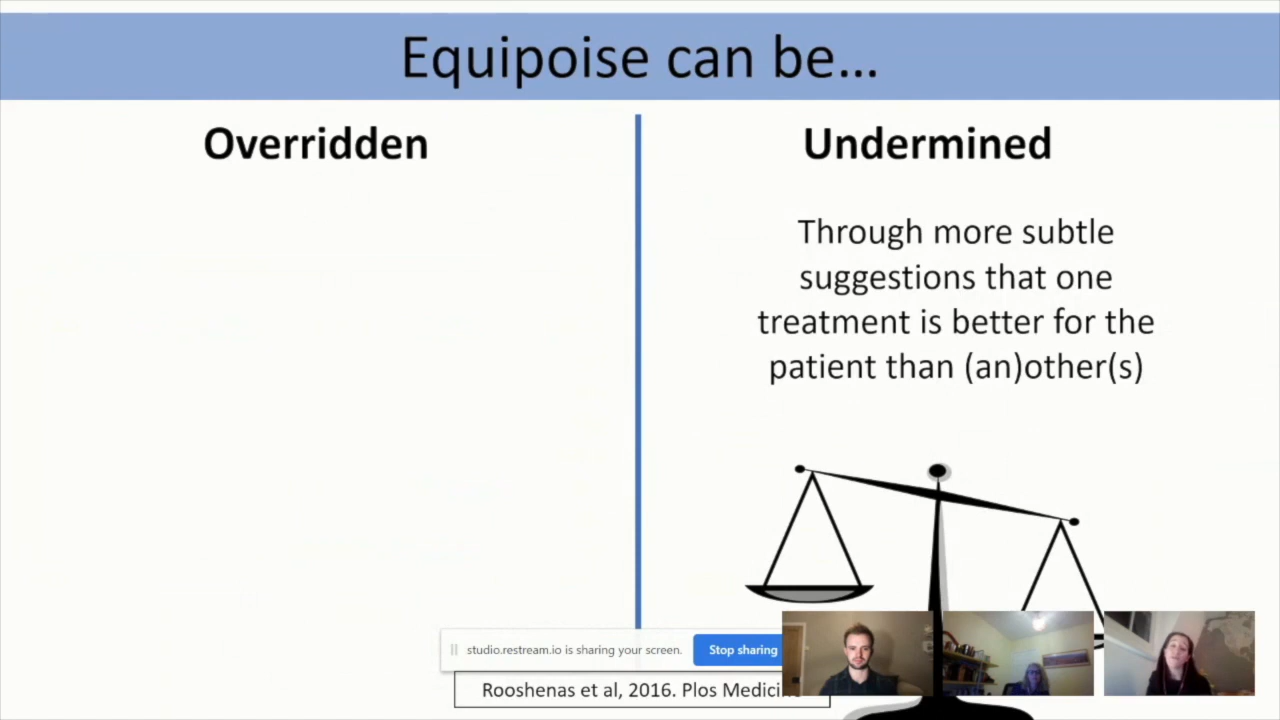 Equipoise can be...
Overridden
Undermined
Through more subtle
suggestions that one
treatment is better for the
patient than (an)other(s)
studio.restream.io is sharing your screen.
Stop sharing
Rooshenas et al, 2016. Plos